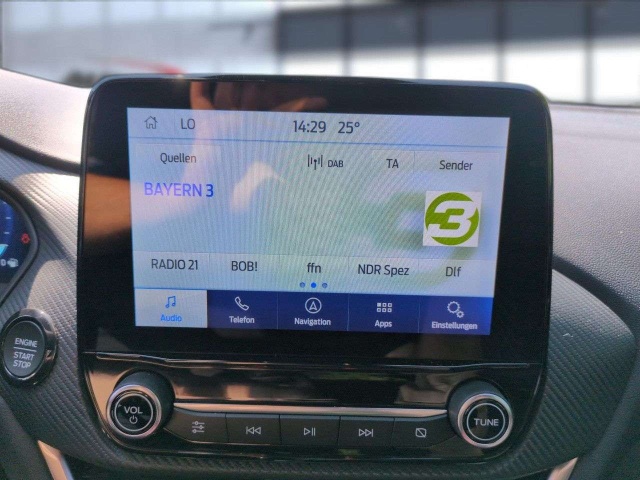 LO 14:29 25°
Quellen DAB TA Sender
BAYERN 3
3
RADIO 21 BOB! ffn NDR Spez Dlf
Audio Telefon Navigation Apps Einstellungen
ENGINE
START
STOP
VOL
TUNE